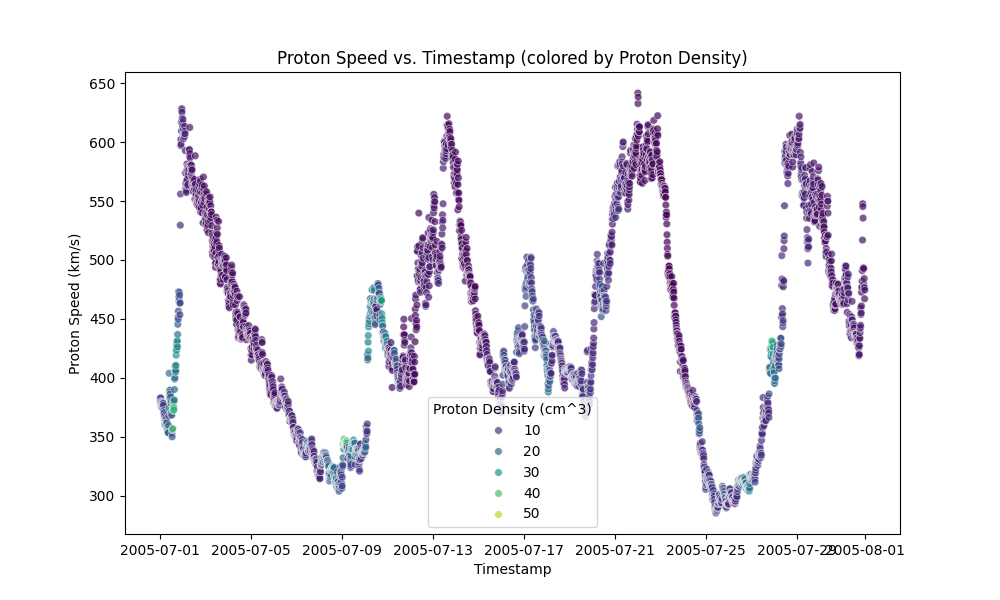 Proton Speed vs. Timestamp (colored by Proton Density)
650
600
550
500
450
400
350
300
Proton Speed (km/s)
Proton Density (cm^3)
10
20
30
40
50
2005-07-01 2005-07-05 2005-07-09 2005-07-13 2005-07-17 2005-07-21 2005-07-25 2005-07-29 2005-08-01
Timestamp